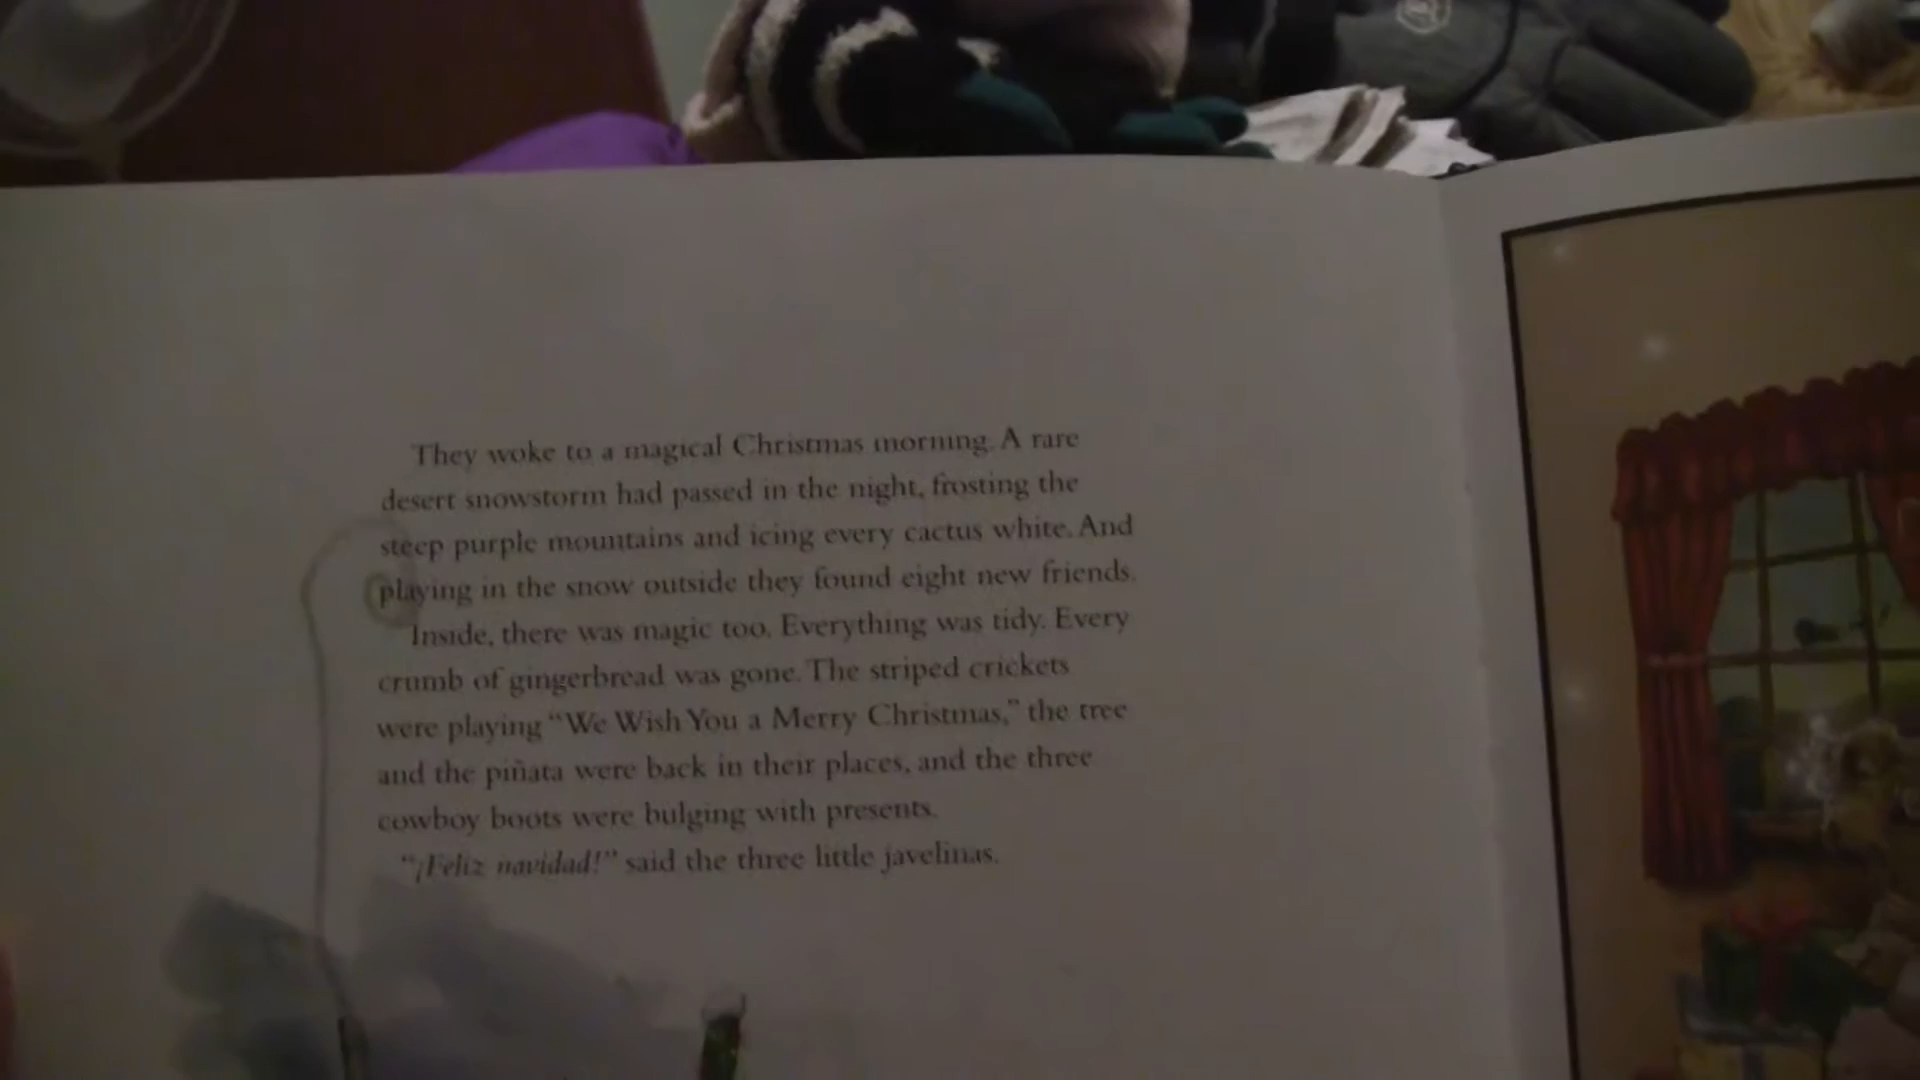 They woke to a magical Christmas morning. A rare
desert snowstorm had passed in the night, frosting the
steep purple mountains and icing every cactus white. And
playing in the snow outside they found eight new friends.
Inside, there was magic too. Everything was tidy. Every
crumb of gingerbread was gone. The striped crickets
were playing “We Wish You a Merry Christmas,” the tree
and the piñata were back in their places, and the three
cowboy boots were bulging with presents.
“¡Feliz navidad!” said the three little javelinas.